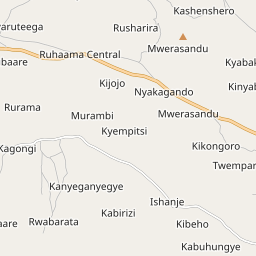 Kashenshero
Rusharira
aruteega
Mwerasandu
Ruhaama Central
baare
Kyabak
Kijojo
Kinyab
Nyakagando
Rurama
Murambi
Mwerasandu
Kyempitsi
Kagongi
Kikongoro
Twempar
Kanyeganyegye
Ishanje
Kabirizi
Rwabarata
aare
Kibeho
Kabuhungye